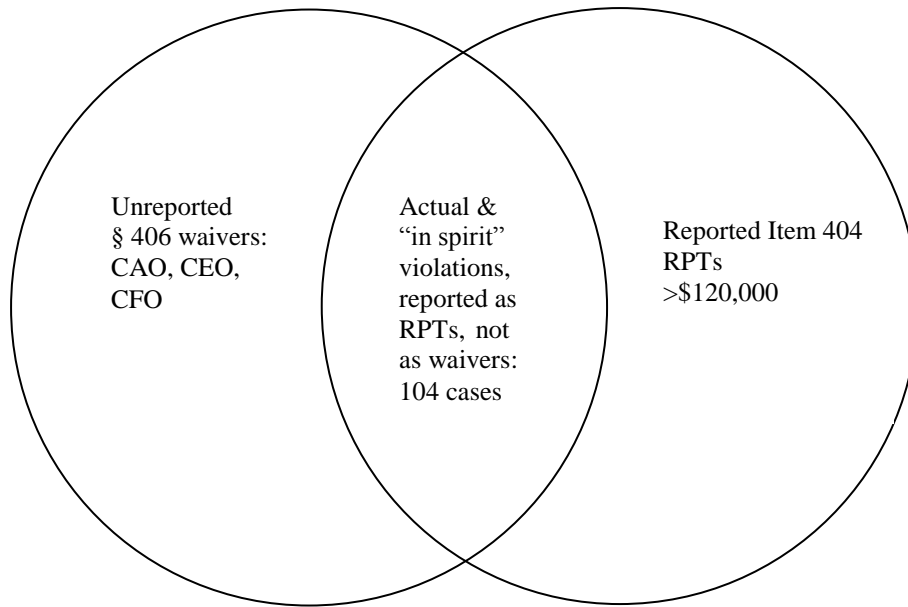 Unreported
§ 406 waivers:
CAO, CEO,
CFO
Actual &
“in spirit”
violations,
reported as
RPTs, not
as waivers:
104 cases
Reported Item 404
RPTs
>$120,000